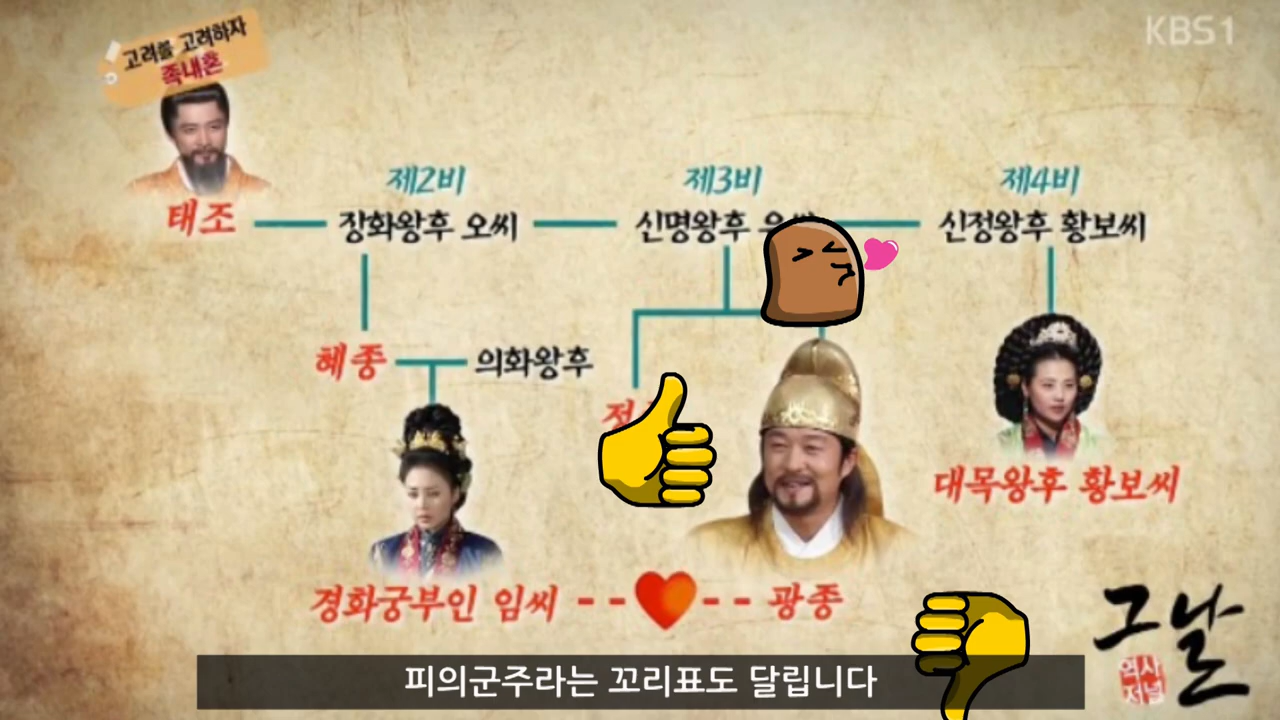 고려를 고려하자
족내혼
KBS1
제2비
제3비
제4비
태조
장화왕후 오씨
신명왕후
신정왕후 황보씨
혜종
의화왕후
대목왕후 황보씨
경화궁부인 임씨
광종
그날
역사
저널
피의군주라는 꼬리표도 달립니다